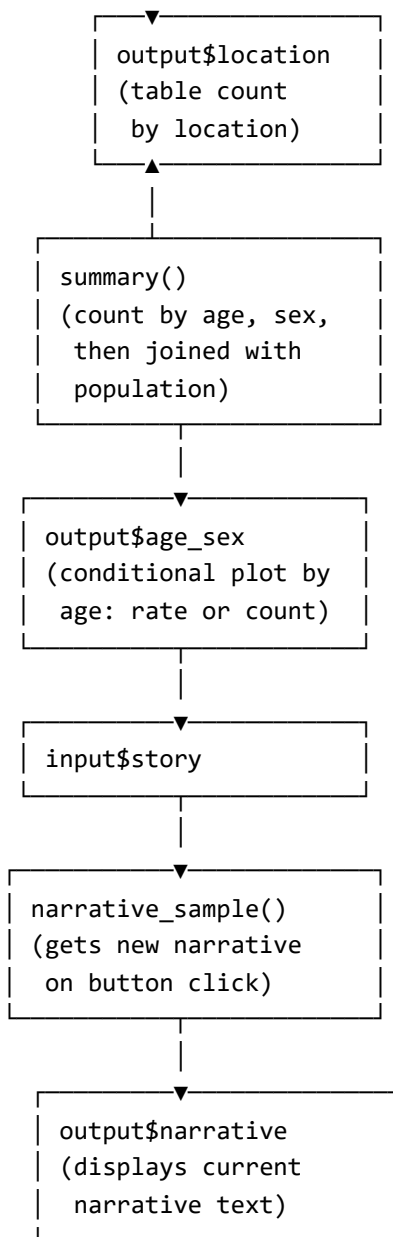 output$location
(table count
by location)
summary()
(count by age, sex,
then joined with
population)
output$age_sex
(conditional plot by
age: rate or count)
input$story
narrative_sample()
(gets new narrative
on button click)
output$narrative
(displays current
narrative text)